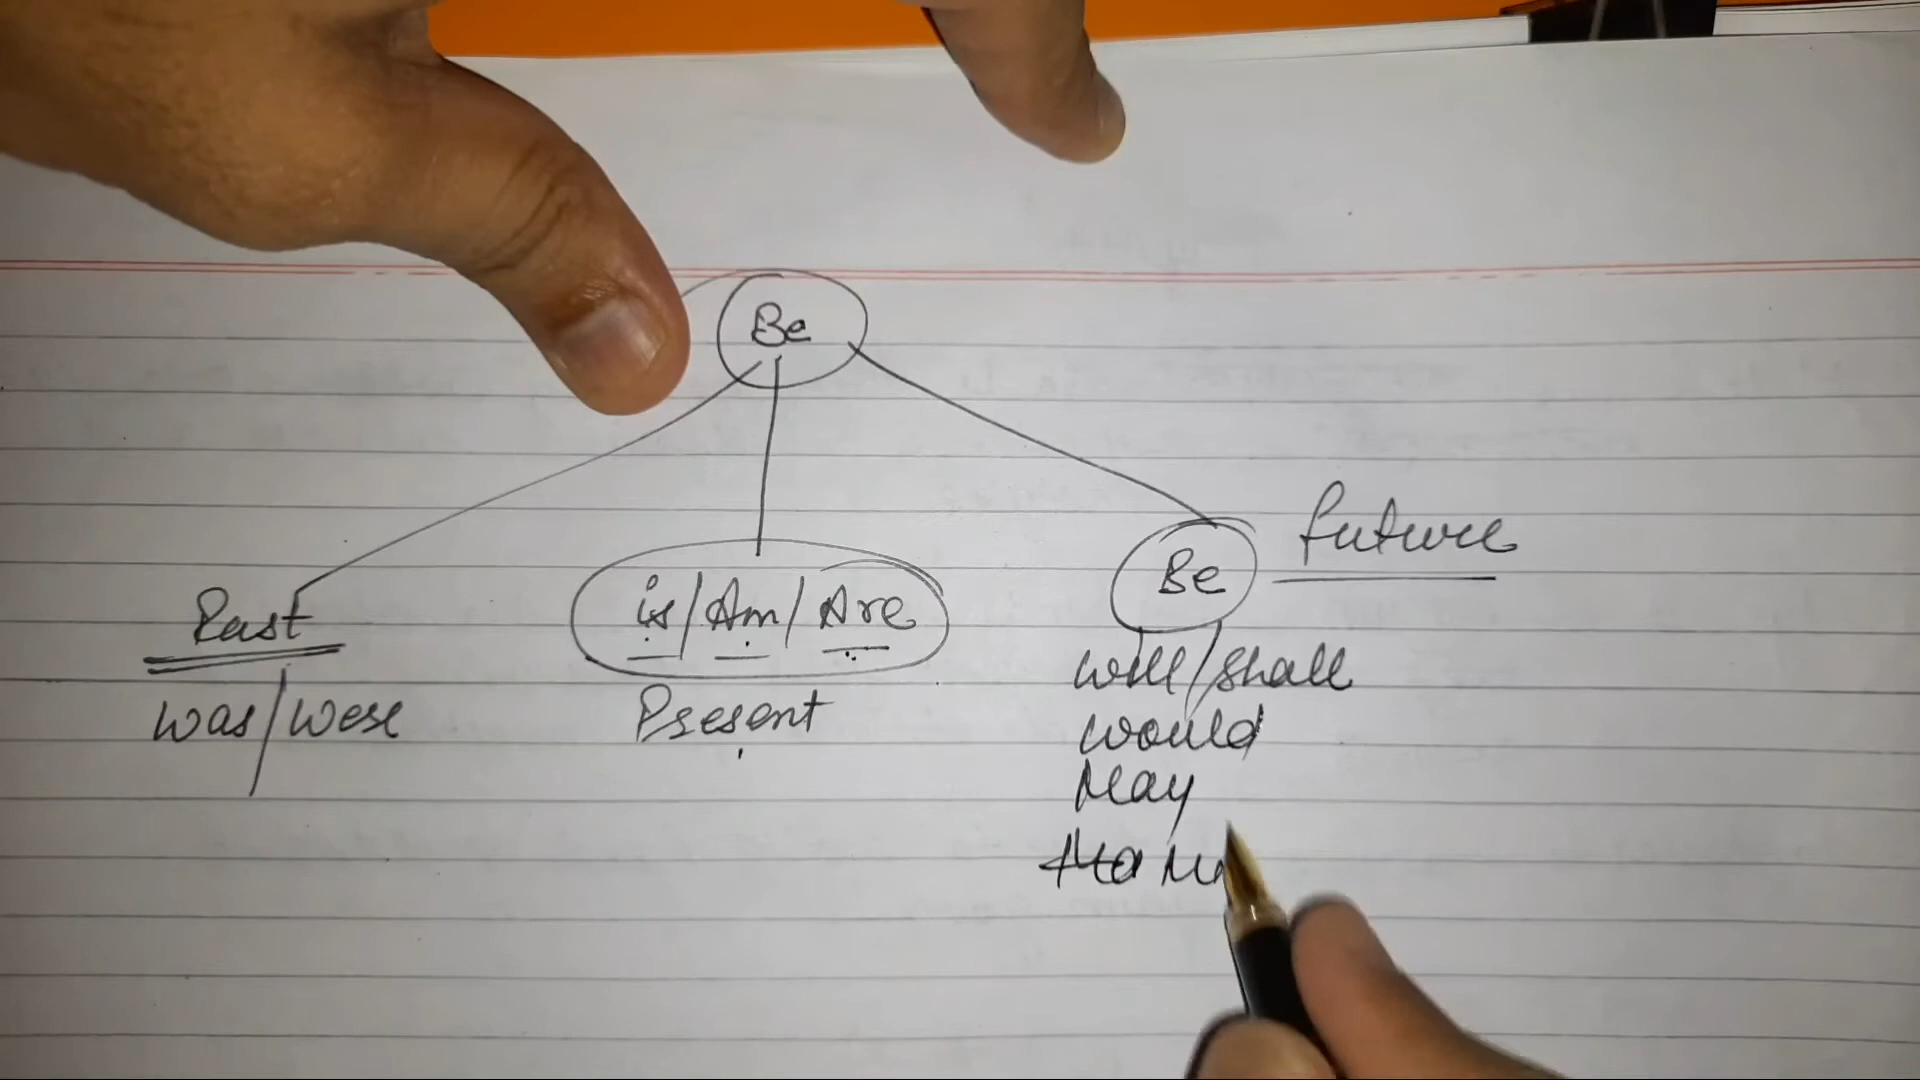 Be
future
Be
Past
is/Am/Are
will/shall
was/were
Present
would
May